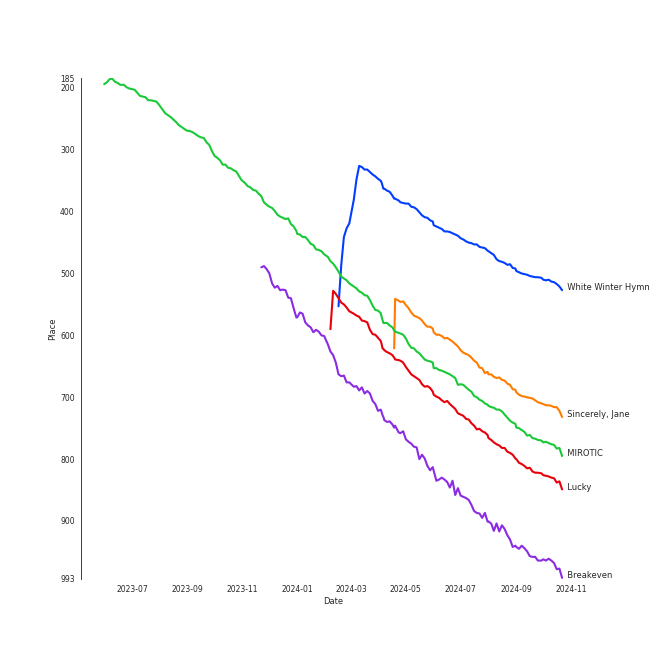 185
200
300
400
500
600
700
800
900
993
Place
White Winter Hymn
Sincerely, Jane
MIROTIC
Lucky
Breakeven
2023-07 2023-09 2023-11 2024-01 2024-03 2024-05 2024-07 2024-09 2024-11
Date